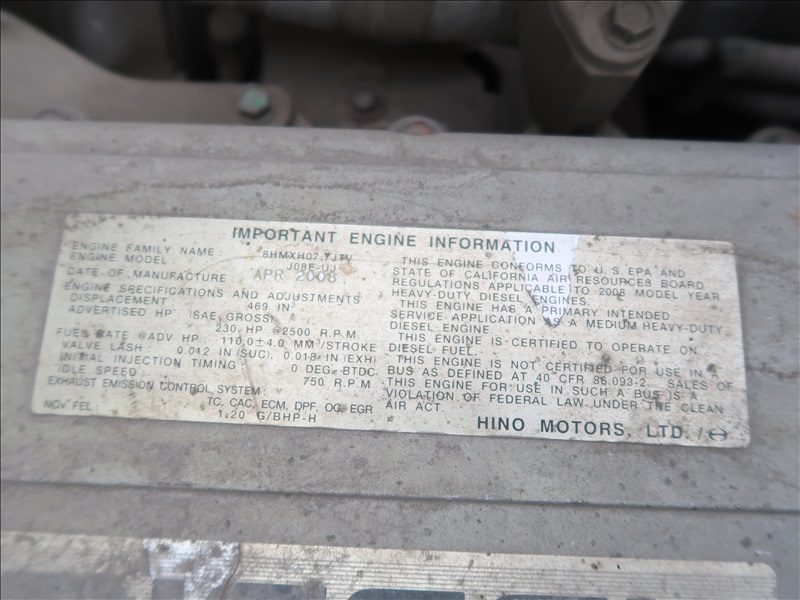 IMPORTANT ENGINE INFORMATION
ENGINE FAMILY NAME : 8HMXH07.7JTV
ENGINE MODEL : J08E-UJ
DATE OF MANUFACTURE : APR 2008
ENGINE SPECIFICATIONS AND ADJUSTMENTS
DISPLACEMENT : 469 IN³
ADVERTISED HP (SAE, GROSS) :
230 HP @2500 R.P.M
FUEL RATE @ADV HP : 110.0±4.0 MM³/STROKE
VALVE LASH : 0.012 IN (SUC), 0.018 IN (EXH)
INITIAL INJECTION TIMING : 0 DEG. BTDC
IDLE SPEED : 750 R.P.M
EXHAUST EMISSION CONTROL SYSTEM :
TC, CAC, ECM, DPF, OC, EGR
NOx FEL : 1.20 G/BHP-H
THIS ENGINE CONFORMS TO U.S.EPA AND
STATE OF CALIFORNIA AIR RESOURCES BOARD
REGULATIONS APPLICABLE TO 2008 MODEL YEAR
HEAVY-DUTY DIESEL ENGINES.
THIS ENGINE HAS A PRIMARY INTENDED
SERVICE APPLICATION AS A MEDIUM HEAVY-DUTY
DIESEL ENGINE.
THIS ENGINE IS CERTIFIED TO OPERATE ON
DIESEL FUEL.
THIS ENGINE IS NOT CERTIFIED FOR USE IN A
BUS AS DEFINED AT 40 CFR 86.093-2. SALES OF
THIS ENGINE FOR USE IN SUCH A BUS IS A
VIOLATION OF FEDERAL LAW UNDER THE CLEAN
AIR ACT.
HINO MOTORS, LTD./